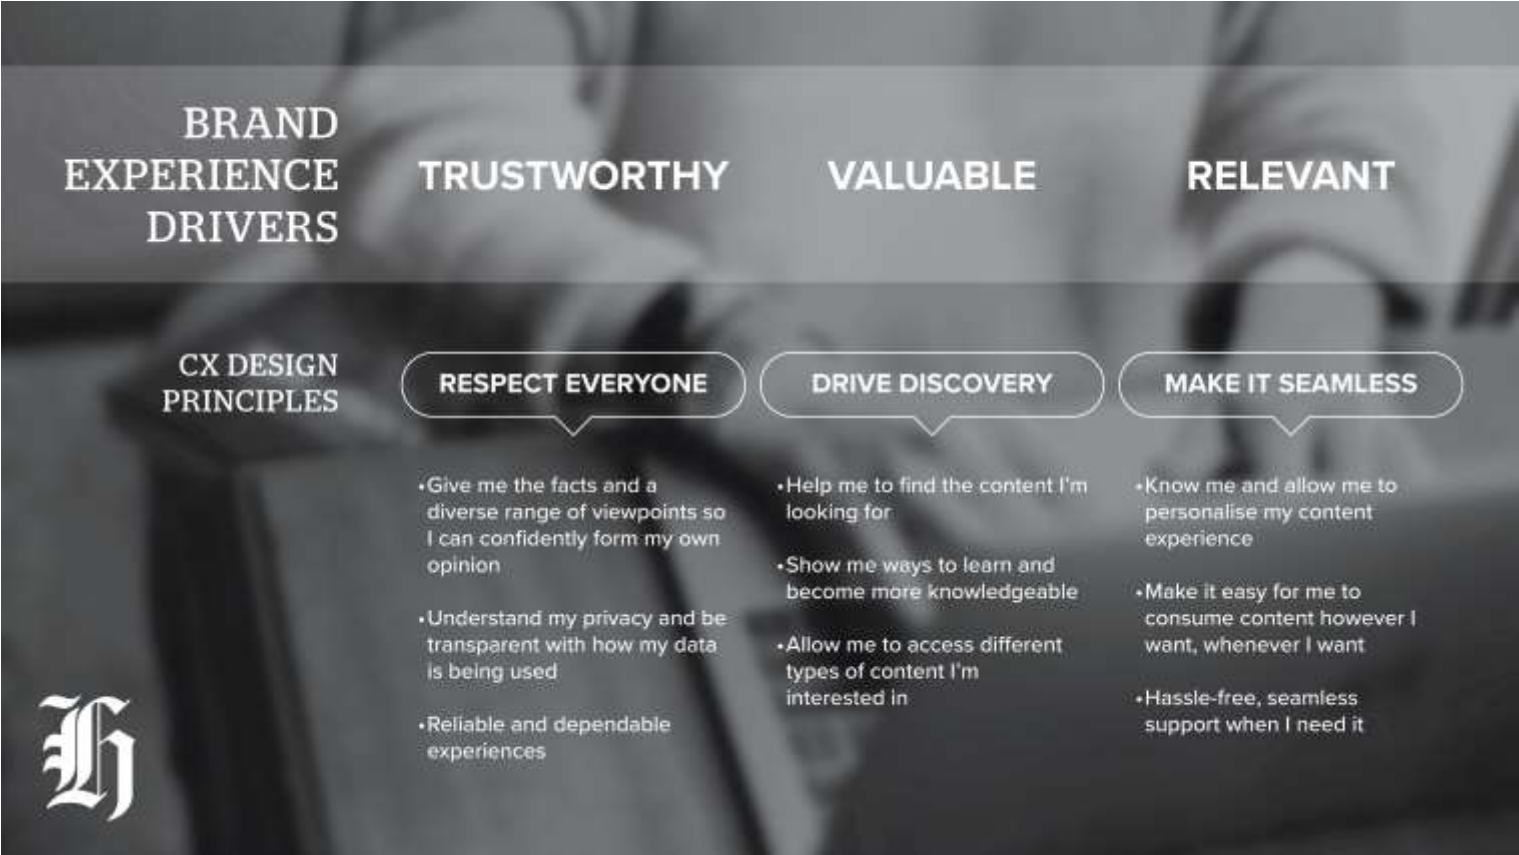 BRAND
EXPERIENCE
DRIVERS
TRUSTWORTHY
VALUABLE
RELEVANT
CX DESIGN
PRINCIPLES
RESPECT EVERYONE
•Give me the facts and a
diverse range of viewpoints so
I can confidently form my own
opinion
•Understand my privacy and be
transparent with how my data
is being used
•Reliable and dependable
experiences
DRIVE DISCOVERY
•Help me to find the content I'm
looking for
•Show me ways to learn and
become more knowledgeable
•Allow me to access different
types of content I'm
interested in
MAKE IT SEAMLESS
•Know me and allow me to
personalise my content
experience
•Make it easy for me to
consume content however I
want, whenever I want
•Hassle-free, seamless
support when I need it
H